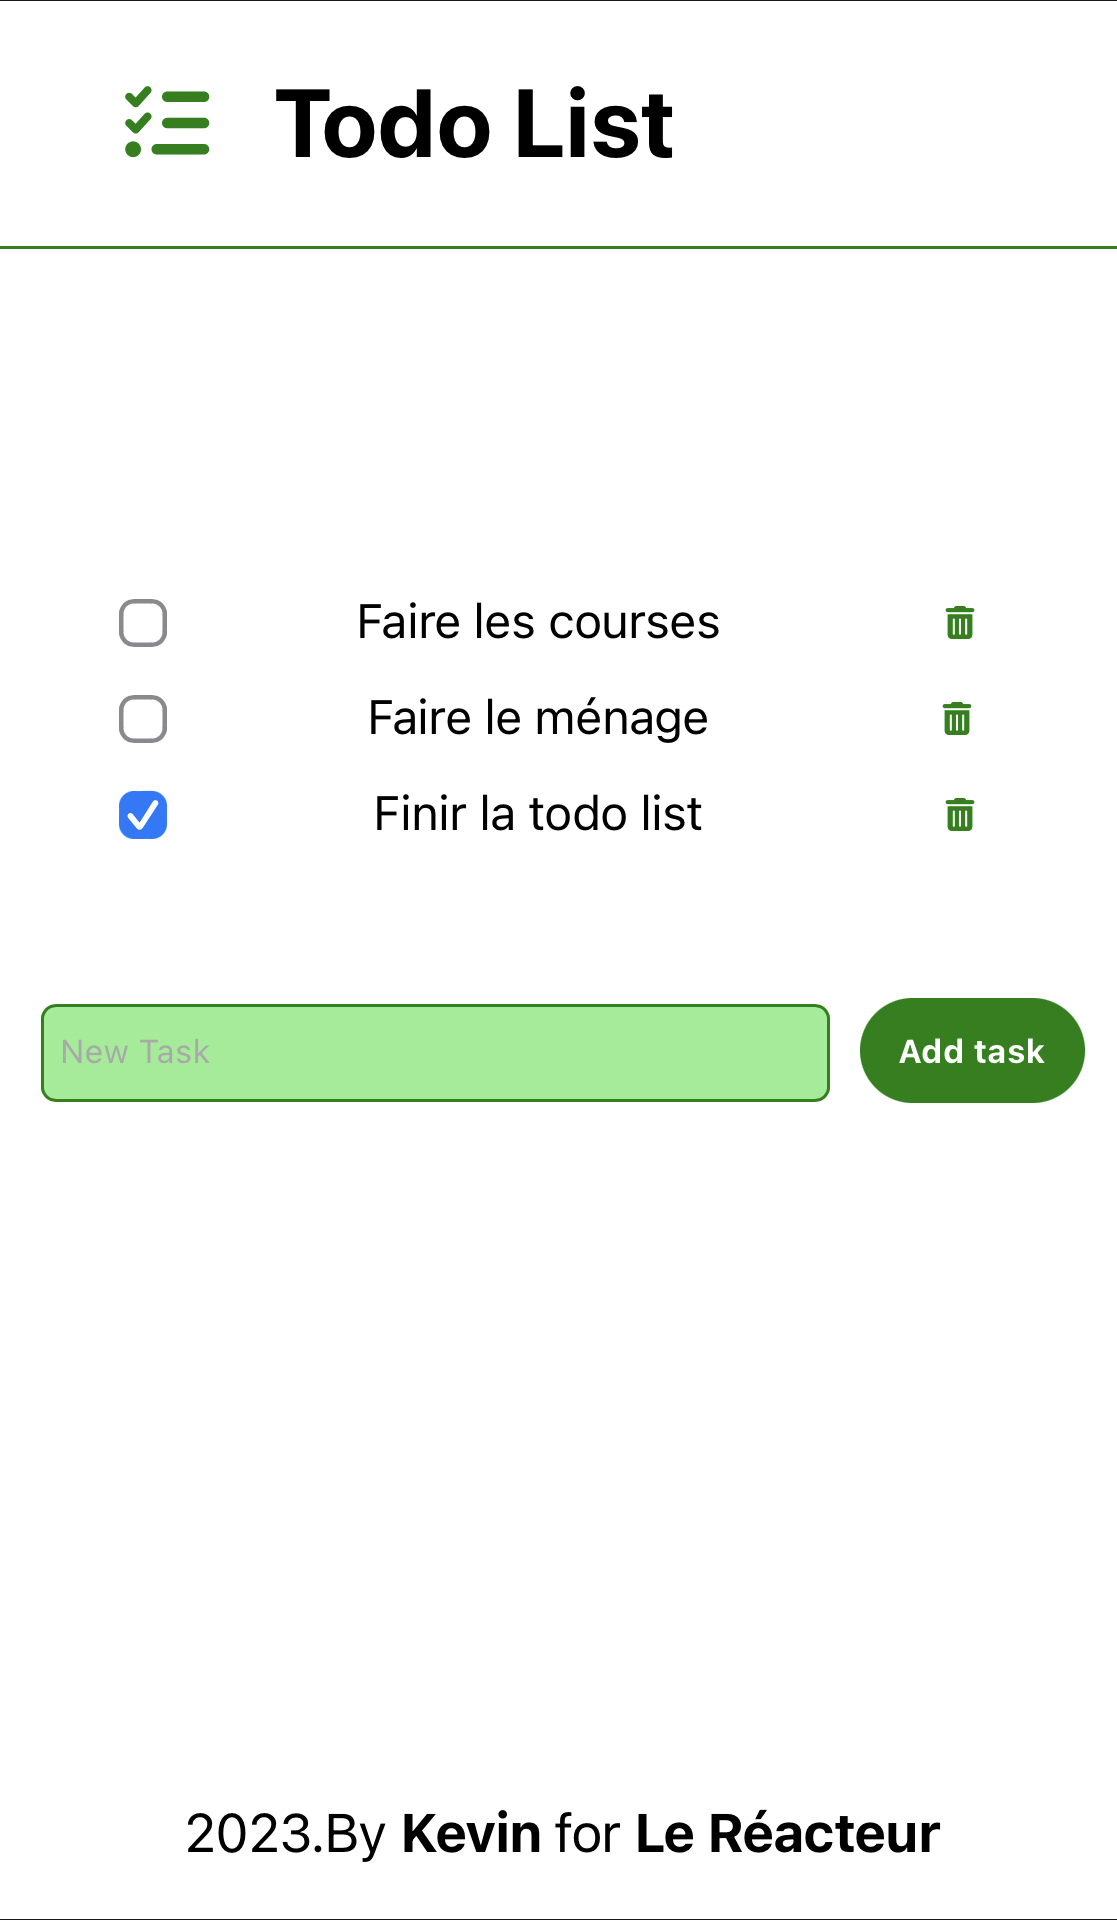 Todo List
Faire les courses
Faire le ménage
Finir la todo list
New Task
Add task
2023.By Kevin for Le Réacteur